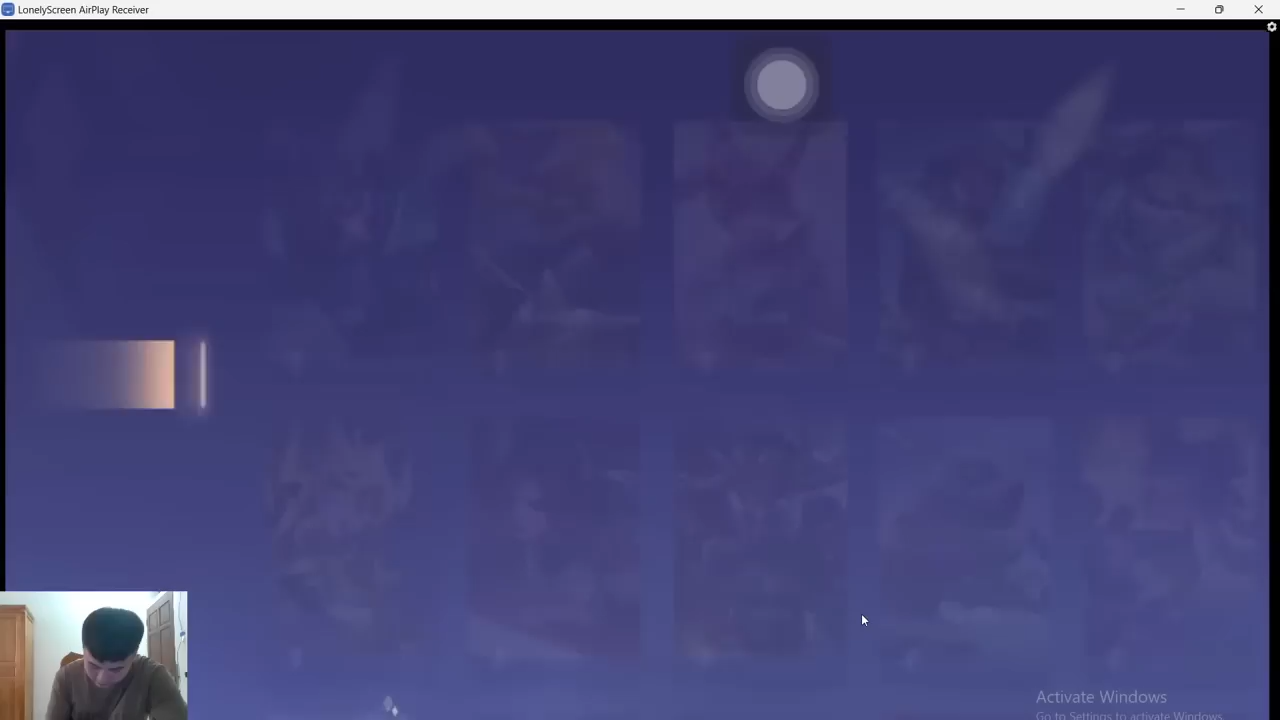 LonelyScreen AirPlay Receiver
Activate Windows
Go to Settings to activate Windows.